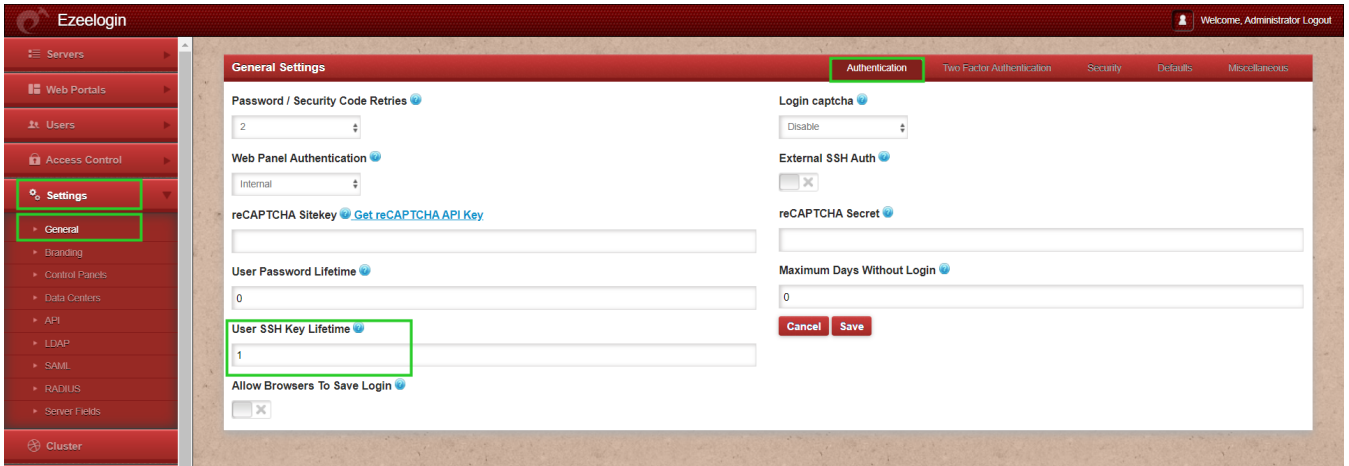 Ezeelogin
Welcome, Administrator Logout
Servers
Web Portals
Users
Access Control
Settings
General
Branding
Control Panels
Data Centers
API
LDAP
SAML
RADIUS
Server Fields
Cluster
General Settings
Authentication
Two Factor Authentication
Security
Defaults
Miscellaneous
Password / Security Code Retries
2
Login captcha
Disable
Web Panel Authentication
Internal
External SSH Auth
reCAPTCHA Sitekey Get reCAPTCHA API Key
reCAPTCHA Secret
User Password Lifetime
0
Maximum Days Without Login
0
User SSH Key Lifetime
1
Cancel Save
Allow Browsers To Save Login